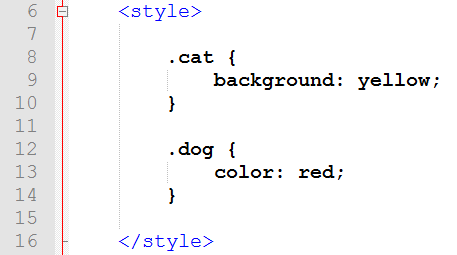 6 <style>
7
8 .cat {
9 background: yellow;
10 }
11
12 .dog {
13 color: red;
14 }
15
16 </style>